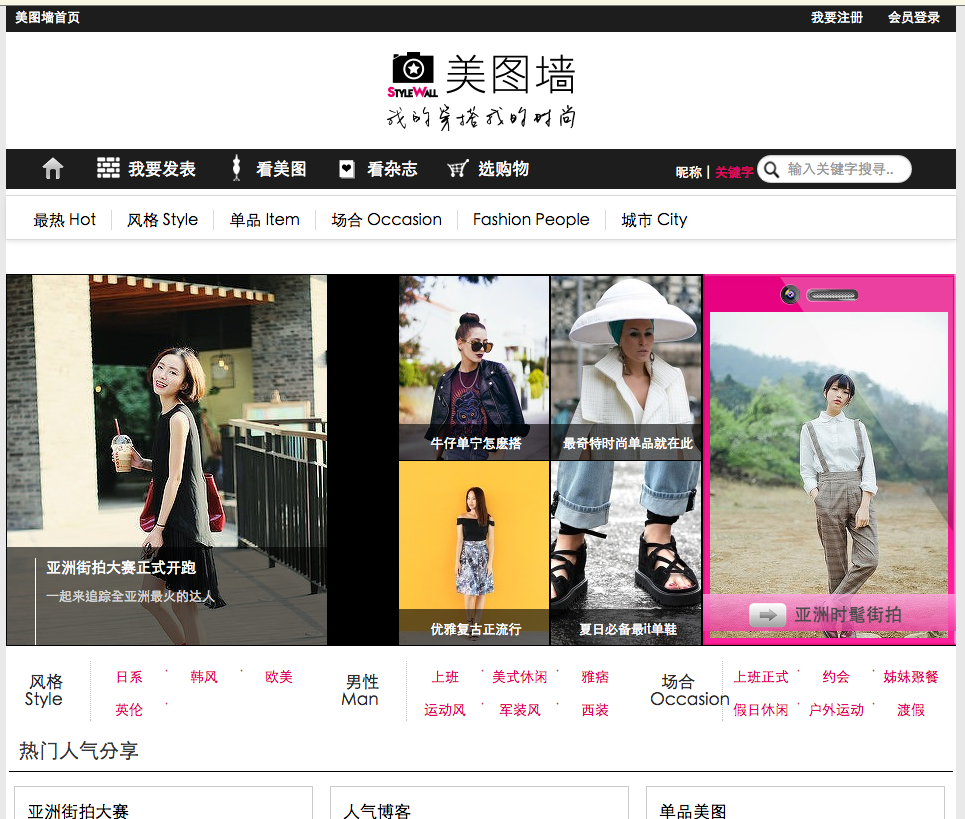 美图墙首页
我要注册 会员登录
STYLEWALL 美图墙
我的穿搭我的时尚
我要发表 看美图 看杂志 选购物
昵称 | 关键字 输入关键字搜寻..
最热 Hot 风格 Style 单品 Item 场合 Occasion Fashion People 城市 City
牛仔单宁怎麽搭 最奇特时尚单品就在此
亚洲街拍大赛正式开跑
一起来追踪全亚洲最火的达人
优雅复古正流行 夏日必备最it单鞋
亚洲时髦街拍
风格
Style
日系 韩风 欧美
英伦
男性
Man
上班 美式休闲 雅痞
运动风 军装风 西装
场合
Occasion
上班正式 约会 姊妹聚餐
假日休闲 户外运动 渡假
热门人气分享
亚洲街拍大赛 人气博客 单品美图